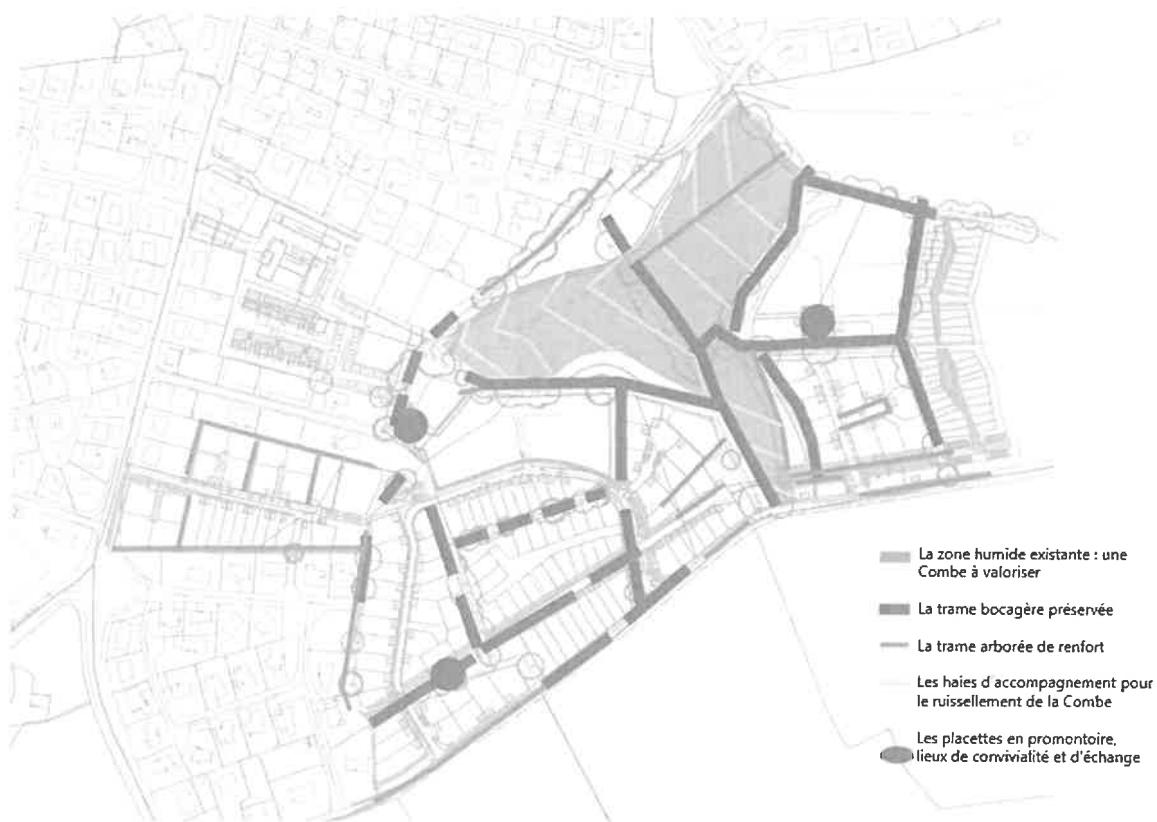 La zone humide existante : une
Combe à valoriser
La trame bocagère préservée
La trame arborée de renfort
Les haies d'accompagnement pour
le ruissellement de la Combe
Les placettes en promontoire,
lieux de convivialité et d'échange